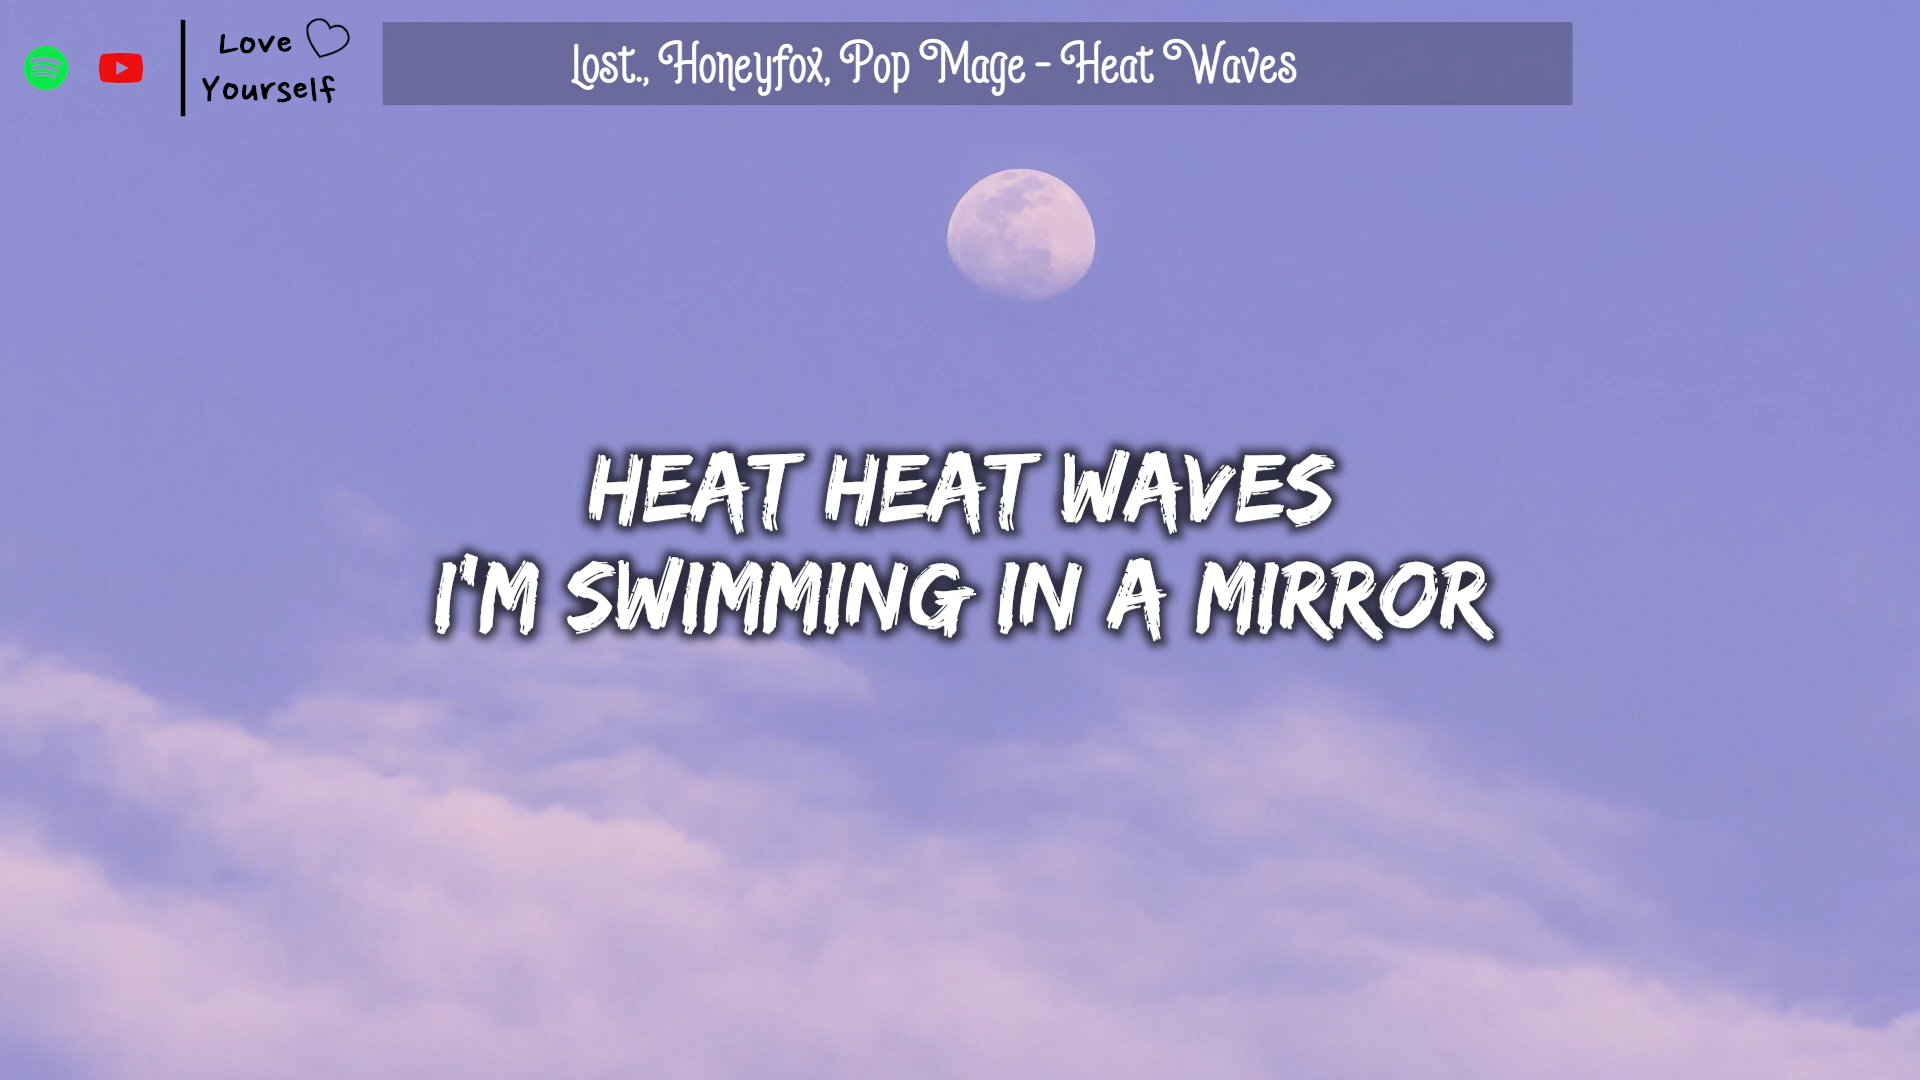 Love
Yourself
Lost., Honeyfox, Pop Mage - Heat Waves
HEAT HEAT WAVES
I'M SWIMMING IN A MIRROR